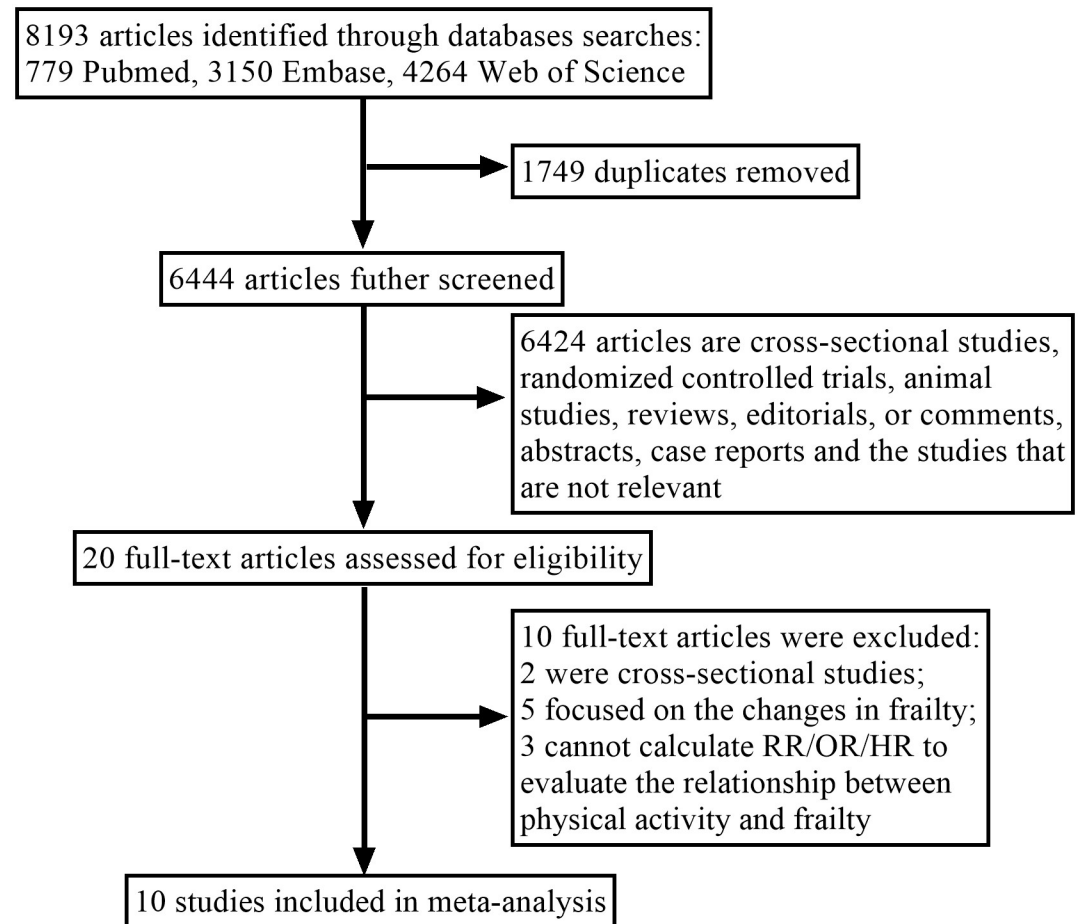 8193 articles identified through databases searches:
779 Pubmed, 3150 Embase, 4264 Web of Science
1749 duplicates removed
6444 articles futher screened
6424 articles are cross-sectional studies,
randomized controlled trials, animal
studies, reviews, editorials, or comments,
abstracts, case reports and the studies that
are not relevant
20 full-text articles assessed for eligibility
10 full-text articles were excluded:
2 were cross-sectional studies;
5 focused on the changes in frailty;
3 cannot calculate RR/OR/HR to
evaluate the relationship between
physical activity and frailty
10 studies included in meta-analysis